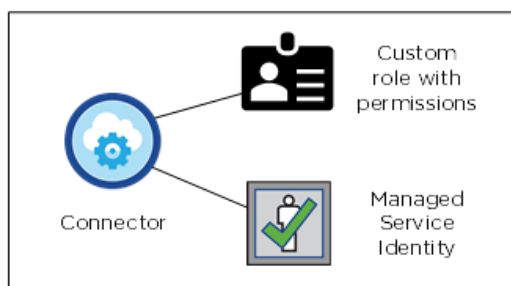 Custom
role with
permissions
Connector
Managed
Service
Identity